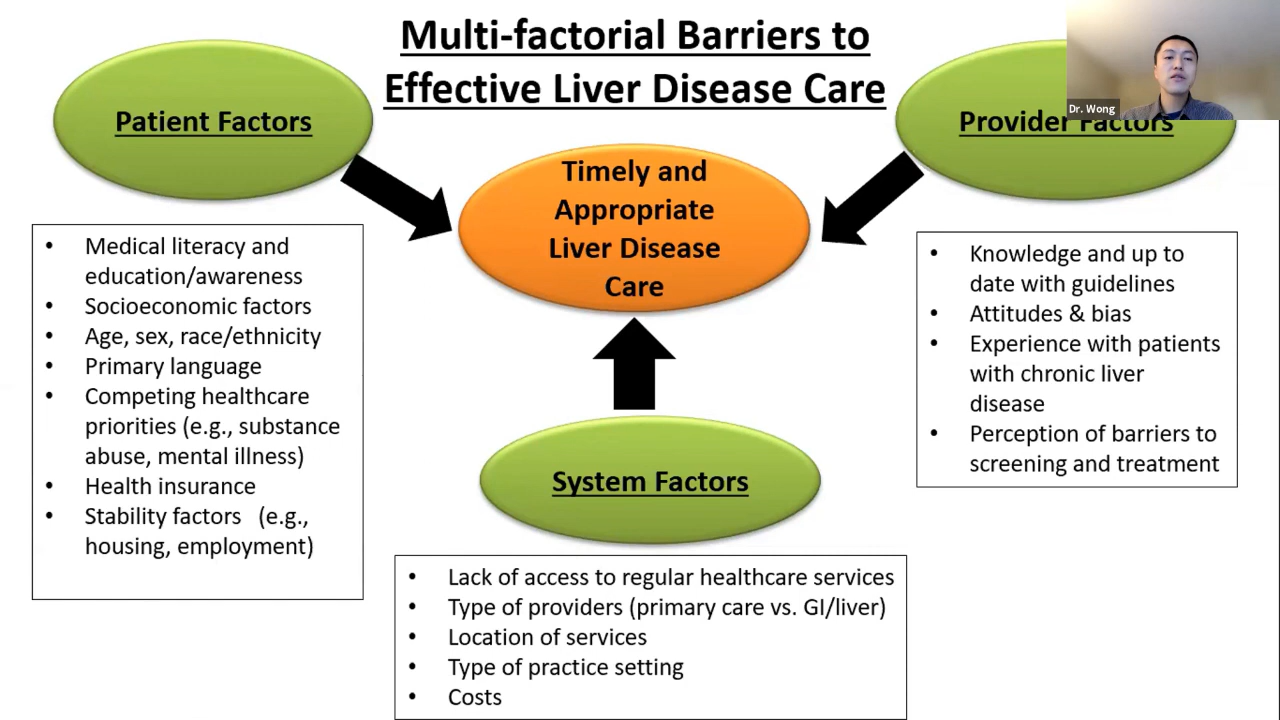 Multi-factorial Barriers to
Effective Liver Disease Care
Patient Factors
Provider Factors
Dr. Wong
Timely and
Appropriate
Liver Disease
Care
• Medical literacy and
education/awareness
• Socioeconomic factors
• Age, sex, race/ethnicity
• Primary language
• Competing healthcare
priorities (e.g., substance
abuse, mental illness)
• Health insurance
• Stability factors (e.g.,
housing, employment)
• Knowledge and up to
date with guidelines
• Attitudes & bias
• Experience with patients
with chronic liver
disease
• Perception of barriers to
screening and treatment
System Factors
• Lack of access to regular healthcare services
• Type of providers (primary care vs. GI/liver)
• Location of services
• Type of practice setting
• Costs